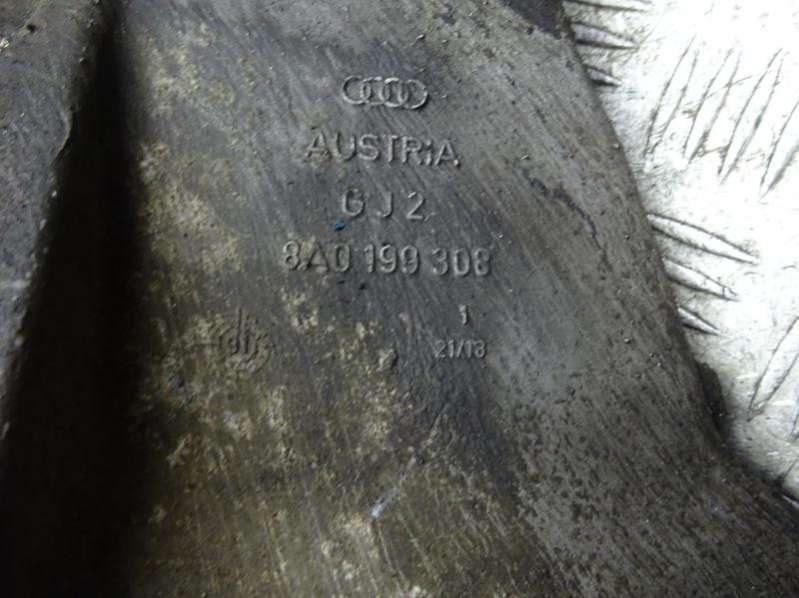 AUSTRIA
GJ2
8A0 199 308
1
21/13